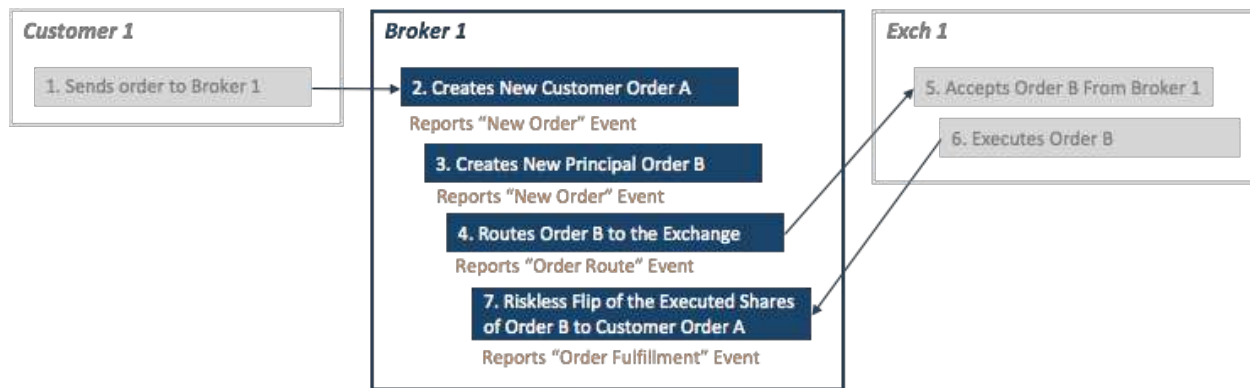 Customer 1
1. Sends order to Broker 1
Broker 1
2. Creates New Customer Order A
Reports "New Order" Event
3. Creates New Principal Order B
Reports "New Order" Event
4. Routes Order B to the Exchange
Reports "Order Route" Event
7. Riskless Flip of the Executed Shares
of Order B to Customer Order A
Reports "Order Fulfillment" Event
Exch 1
5. Accepts Order B From Broker 1
6. Executes Order B